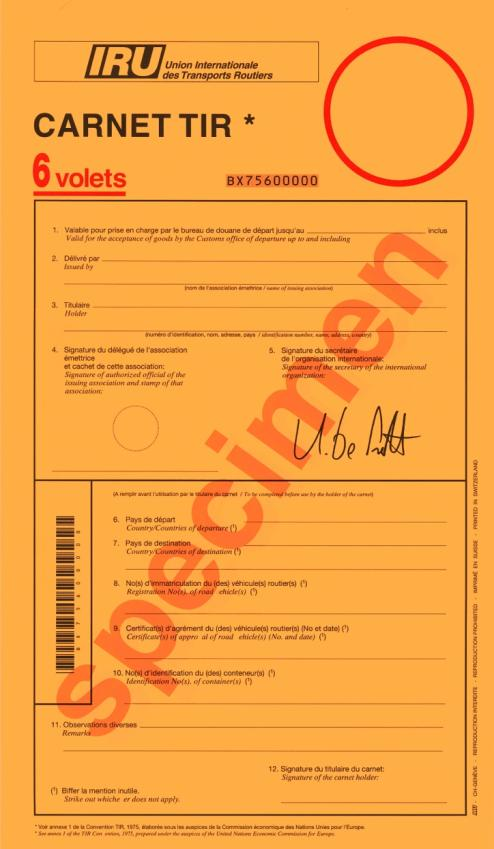 IRU Union Internationale
des Transports Routiers
CARNET TIR *
6 volets
BX75600000
1. Valable pour prise en charge par le bureau de douane de départ jusqu'au inclus
Valid for the acceptance of goods by the Customs office of departure up to and including
2. Délivré par
Issued by
(nom de l'association émettrice / name of issuing association)
3. Titulaire
Holder
(numéro d'identification, nom, adresse, pays / identification number, name, address, country)
4. Signature du délégué de l'association
émettrice
et cachet de cette association:
Signature of authorized official of the
issuing association and stamp of that
association:
5. Signature du secrétaire
de l'organisation internationale:
Signature of the secretary of the international
organization:
specimen
(A remplir avant l'utilisation par le titulaire du carnet / To be completed before use by the holder of the carnet)
6. Pays de départ
Country/Countries of departure (1)
7. Pays de destination
Country/Countries of destination (1)
8. No(s) d'immatriculation du (des) véhicule(s) routier(s) (1)
Registration No(s). of road ehicle(s) (1)
9. Certificat(s) d'agrément du (des) véhicule(s) routier(s) (No et date) (1)
Certificate(s) of appro al of road ehicle(s) (No. and date) (1)
10. No(s) d'identification du (des) conteneur(s) (1)
Identification No(s). of container(s) (1)
11. Observations diverses
Remarks
12. Signature du titulaire du carnet:
Signature of the carnet holder:
(1) Biffer la mention inutile.
Strike out whiche er does not apply.
* Voir annexe 1 de la Convention TIR, 1975, élaborée sous les auspices de la Commission économique des Nations Unies pour l'Europe.
* See annex 1 of the TIR Con ention, 1975, prepared under the auspices of the United Nations Economic Commission for Europe.
CH-GENÈVE - REPRODUCTION INTERDITE - REPRODUCTION PROHIBITED - IMPRIMÉ EN SUISSE - PRINTED IN SWITZERLAND